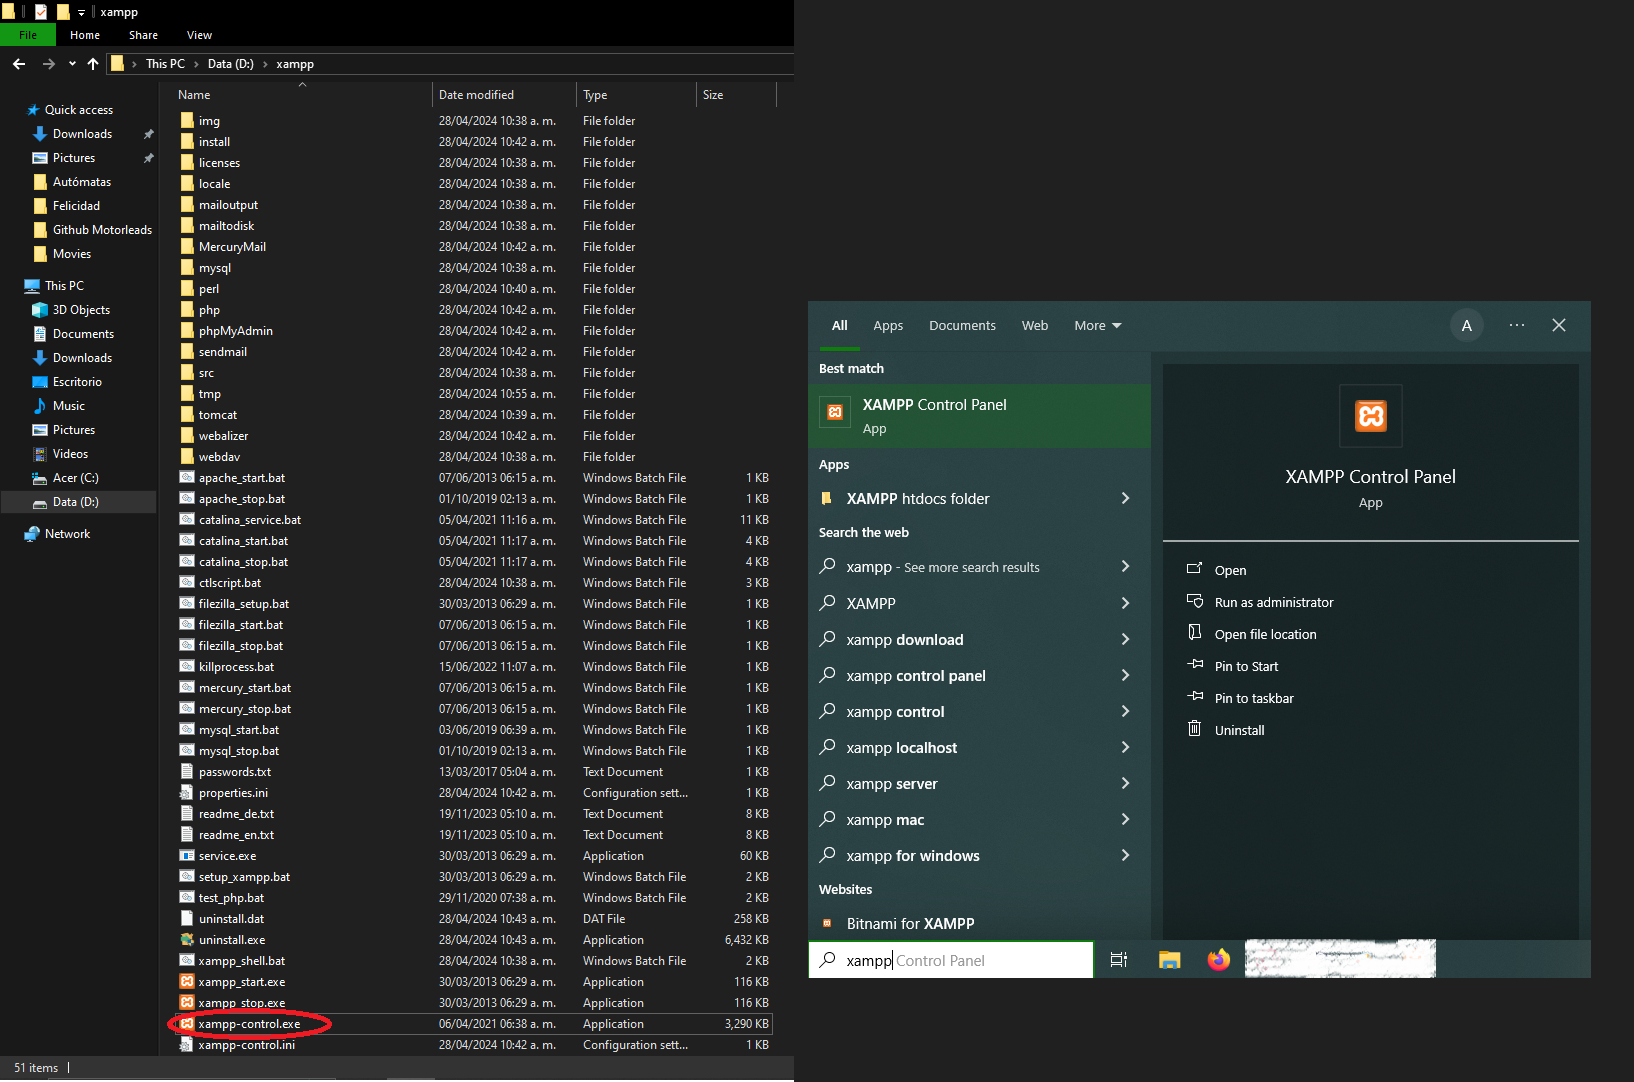 xampp
File Home Share View
This PC > Data (D:) > xampp
Name Date modified Type Size
Quick access
Downloads
Pictures
Autómatas
Felicidad
Github Motorleads
Movies
This PC
3D Objects
Documents
Downloads
Escritorio
Music
Pictures
Videos
Acer (C:)
Data (D:)
Network
img 28/04/2024 10:38 a. m. File folder
install 28/04/2024 10:42 a. m. File folder
licenses 28/04/2024 10:38 a. m. File folder
locale 28/04/2024 10:38 a. m. File folder
mailoutput 28/04/2024 10:38 a. m. File folder
mailtodisk 28/04/2024 10:38 a. m. File folder
MercuryMail 28/04/2024 10:42 a. m. File folder
mysql 28/04/2024 10:38 a. m. File folder
perl 28/04/2024 10:40 a. m. File folder
php 28/04/2024 10:42 a. m. File folder
phpMyAdmin 28/04/2024 10:42 a. m. File folder
sendmail 28/04/2024 10:42 a. m. File folder
src 28/04/2024 10:38 a. m. File folder
tmp 28/04/2024 10:55 a. m. File folder
tomcat 28/04/2024 10:39 a. m. File folder
webalizer 28/04/2024 10:42 a. m. File folder
webdav 28/04/2024 10:38 a. m. File folder
apache_start.bat 07/06/2013 06:15 a. m. Windows Batch File 1 KB
apache_stop.bat 01/10/2019 02:13 a. m. Windows Batch File 1 KB
catalina_service.bat 05/04/2021 11:16 a. m. Windows Batch File 11 KB
catalina_start.bat 05/04/2021 11:17 a. m. Windows Batch File 4 KB
catalina_stop.bat 05/04/2021 11:17 a. m. Windows Batch File 4 KB
ctlscript.bat 28/04/2024 10:38 a. m. Windows Batch File 3 KB
filezilla_setup.bat 30/03/2013 06:29 a. m. Windows Batch File 1 KB
filezilla_start.bat 07/06/2013 06:15 a. m. Windows Batch File 1 KB
filezilla_stop.bat 07/06/2013 06:15 a. m. Windows Batch File 1 KB
killprocess.bat 15/06/2022 11:07 a. m. Windows Batch File 1 KB
mercury_start.bat 07/06/2013 06:15 a. m. Windows Batch File 1 KB
mercury_stop.bat 07/06/2013 06:15 a. m. Windows Batch File 1 KB
mysql_start.bat 03/06/2019 06:39 a. m. Windows Batch File 1 KB
mysql_stop.bat 01/10/2019 02:13 a. m. Windows Batch File 1 KB
passwords.txt 13/03/2017 05:04 a. m. Text Document 1 KB
properties.ini 28/04/2024 10:42 a. m. Configuration sett... 1 KB
readme_de.txt 19/11/2023 05:10 a. m. Text Document 8 KB
readme_en.txt 19/11/2023 05:10 a. m. Text Document 8 KB
service.exe 30/03/2013 06:29 a. m. Application 60 KB
setup_xampp.bat 30/03/2013 06:29 a. m. Windows Batch File 2 KB
test_php.bat 29/11/2020 07:38 a. m. Windows Batch File 2 KB
uninstall.dat 28/04/2024 10:43 a. m. DAT File 258 KB
uninstall.exe 28/04/2024 10:43 a. m. Application 6,432 KB
xampp_shell.bat 28/04/2024 10:38 a. m. Windows Batch File 2 KB
xampp_start.exe 30/03/2013 06:29 a. m. Application 116 KB
xampp_stop.exe 30/03/2013 06:29 a. m. Application 116 KB
xampp-control.exe 06/04/2021 06:38 a. m. Application 3,290 KB
xampp-control.ini 28/04/2024 10:42 a. m. Configuration sett... 1 KB
51 items
All Apps Documents Web More A
Best match
XAMPP Control Panel
App
Apps
XAMPP htdocs folder
Search the web
xampp - See more search results
XAMPP
xampp download
xampp control panel
xampp control
xampp localhost
xampp server
xampp mac
xampp for windows
Websites
Bitnami for XAMPP
xampp Control Panel
XAMPP Control Panel
App
Open
Run as administrator
Open file location
Pin to Start
Pin to taskbar
Uninstall